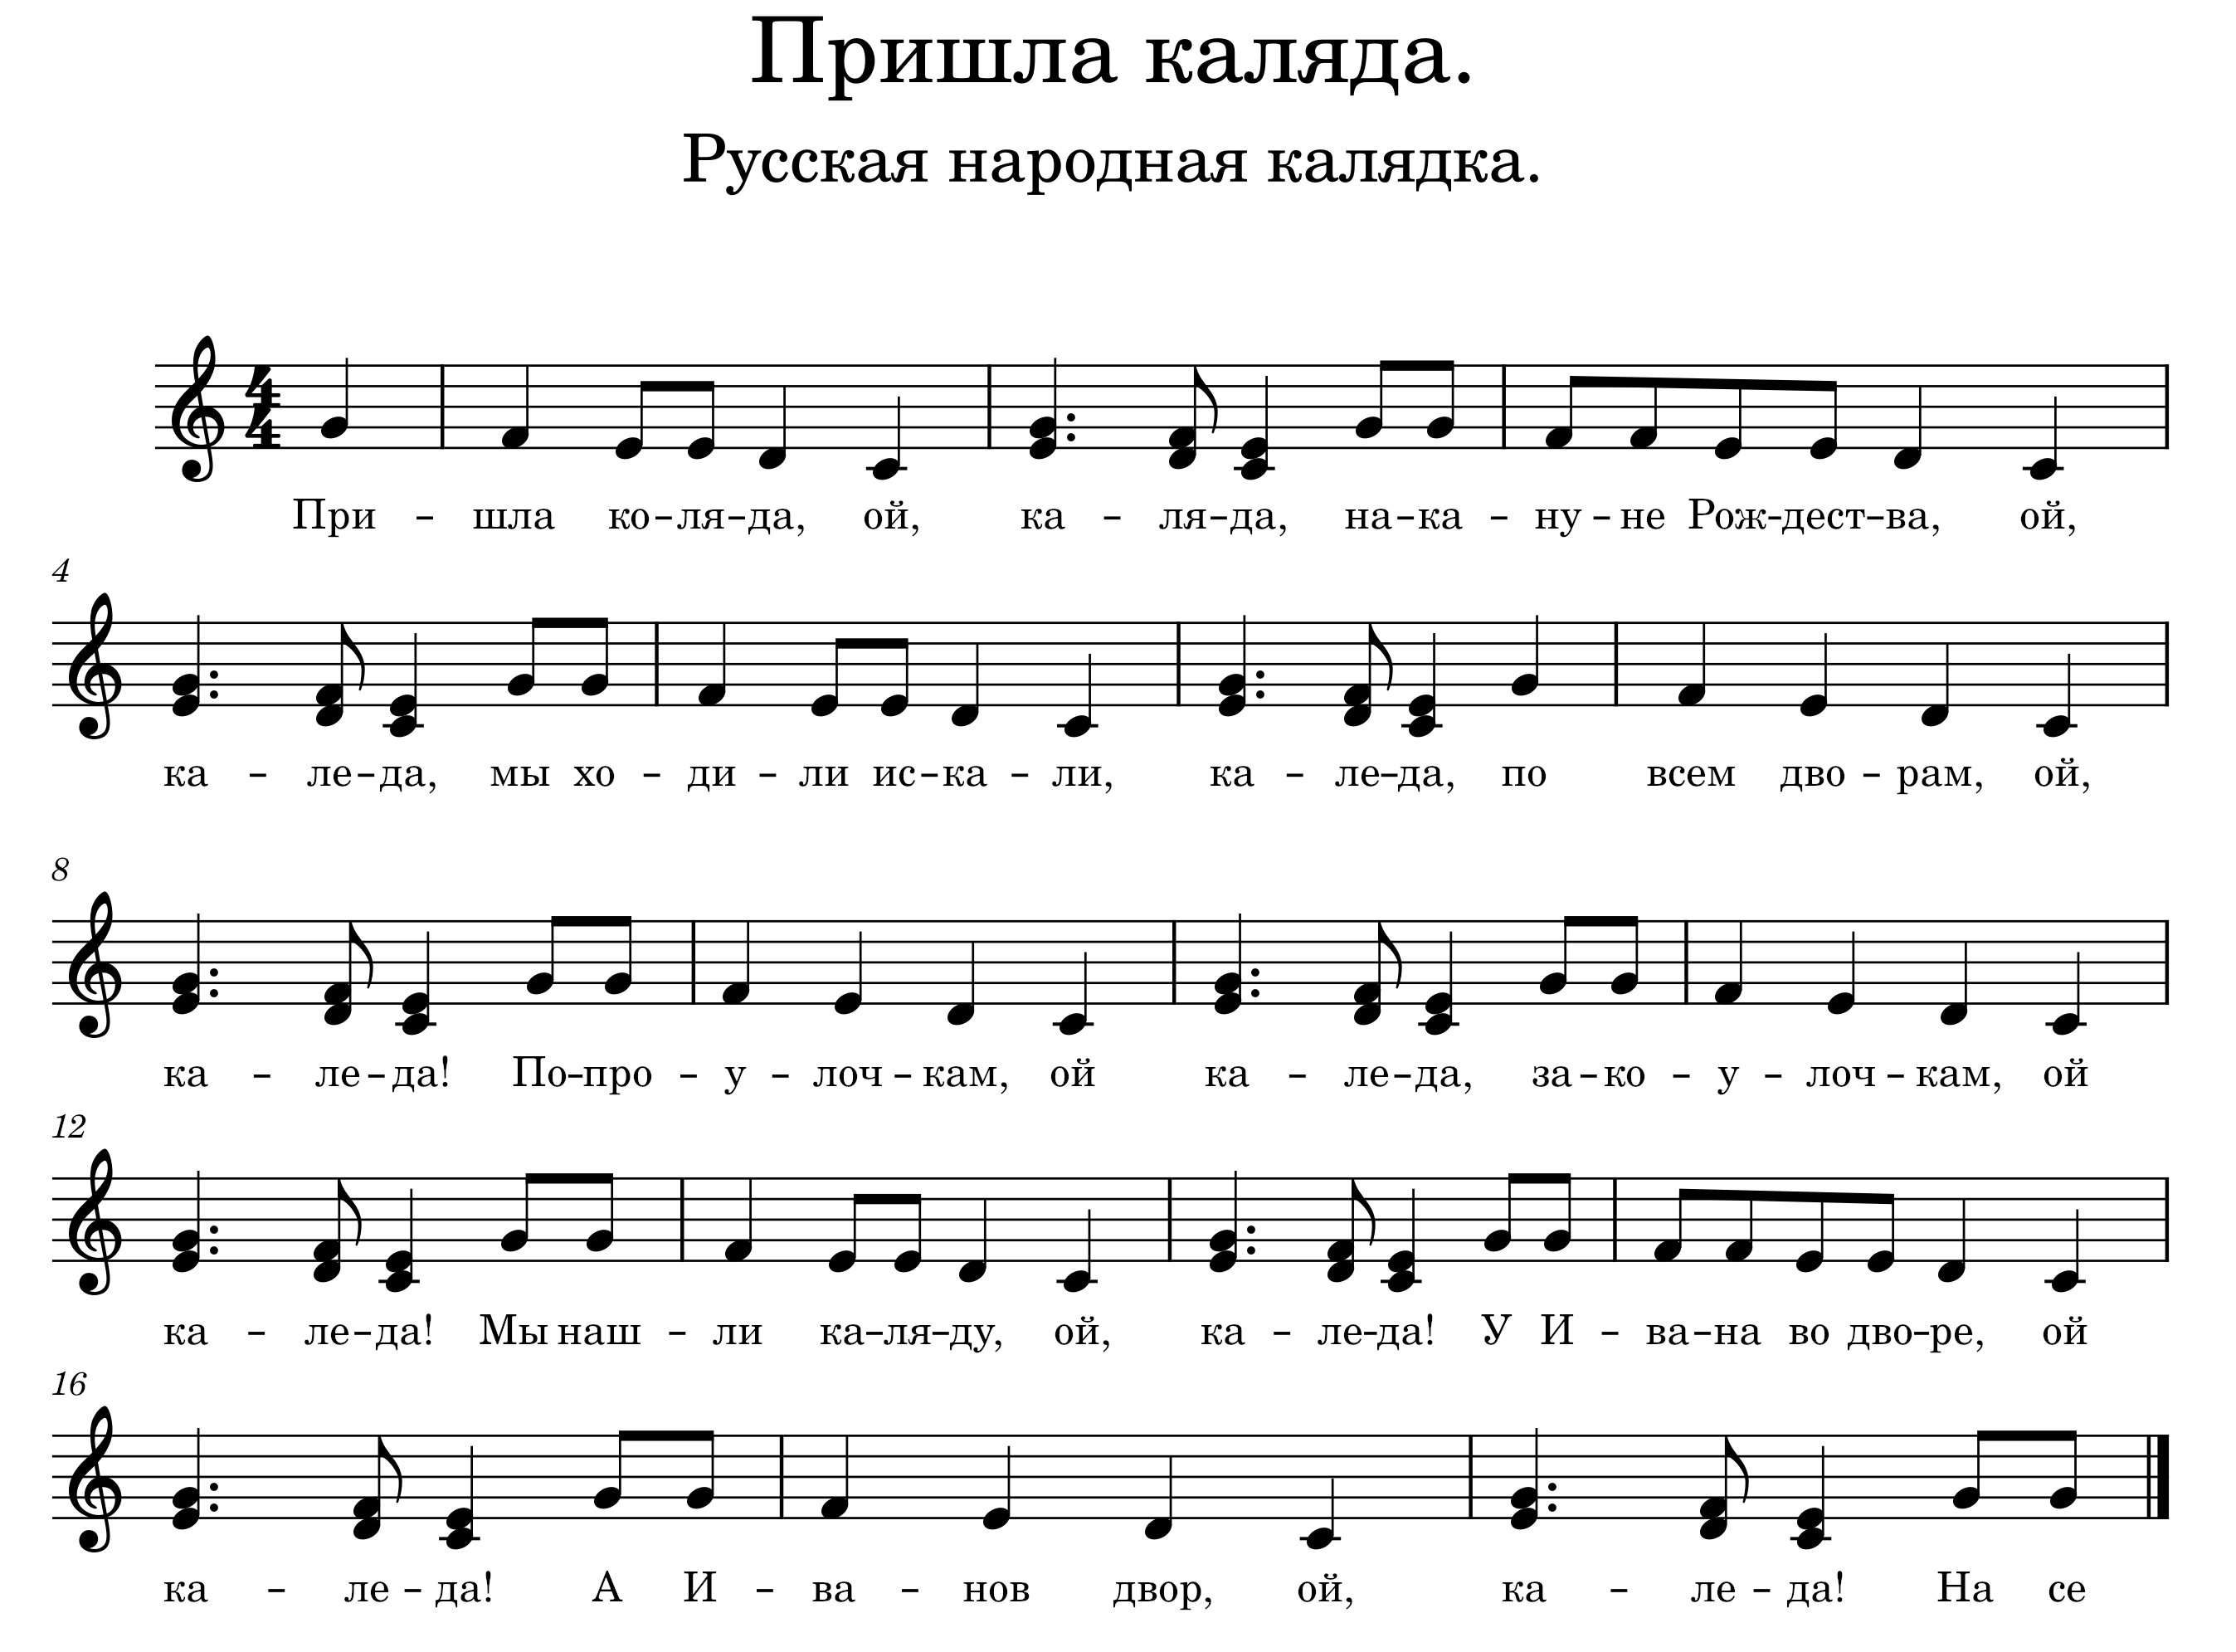 Пришла каляда.
Русская народная калядка.
При – шла ко–ля–да, ой, ка – ля–да, на–ка – ну–не Рож–дест–ва, ой,
4
ка – ле–да, мы хо – ди – ли ис–ка – ли, ка – ле–да, по всем дво – рам, ой,
8
ка – ле–да! По–про – у – лоч – кам, ой ка – ле–да, за–ко – у – лоч – кам, ой
12
ка – ле–да! Мы наш – ли ка–ля–ду, ой, ка – ле–да! У И – ва–на во дво–ре, ой
16
ка – ле – да! А И – ва – нов двор, ой, ка – ле – да! На се